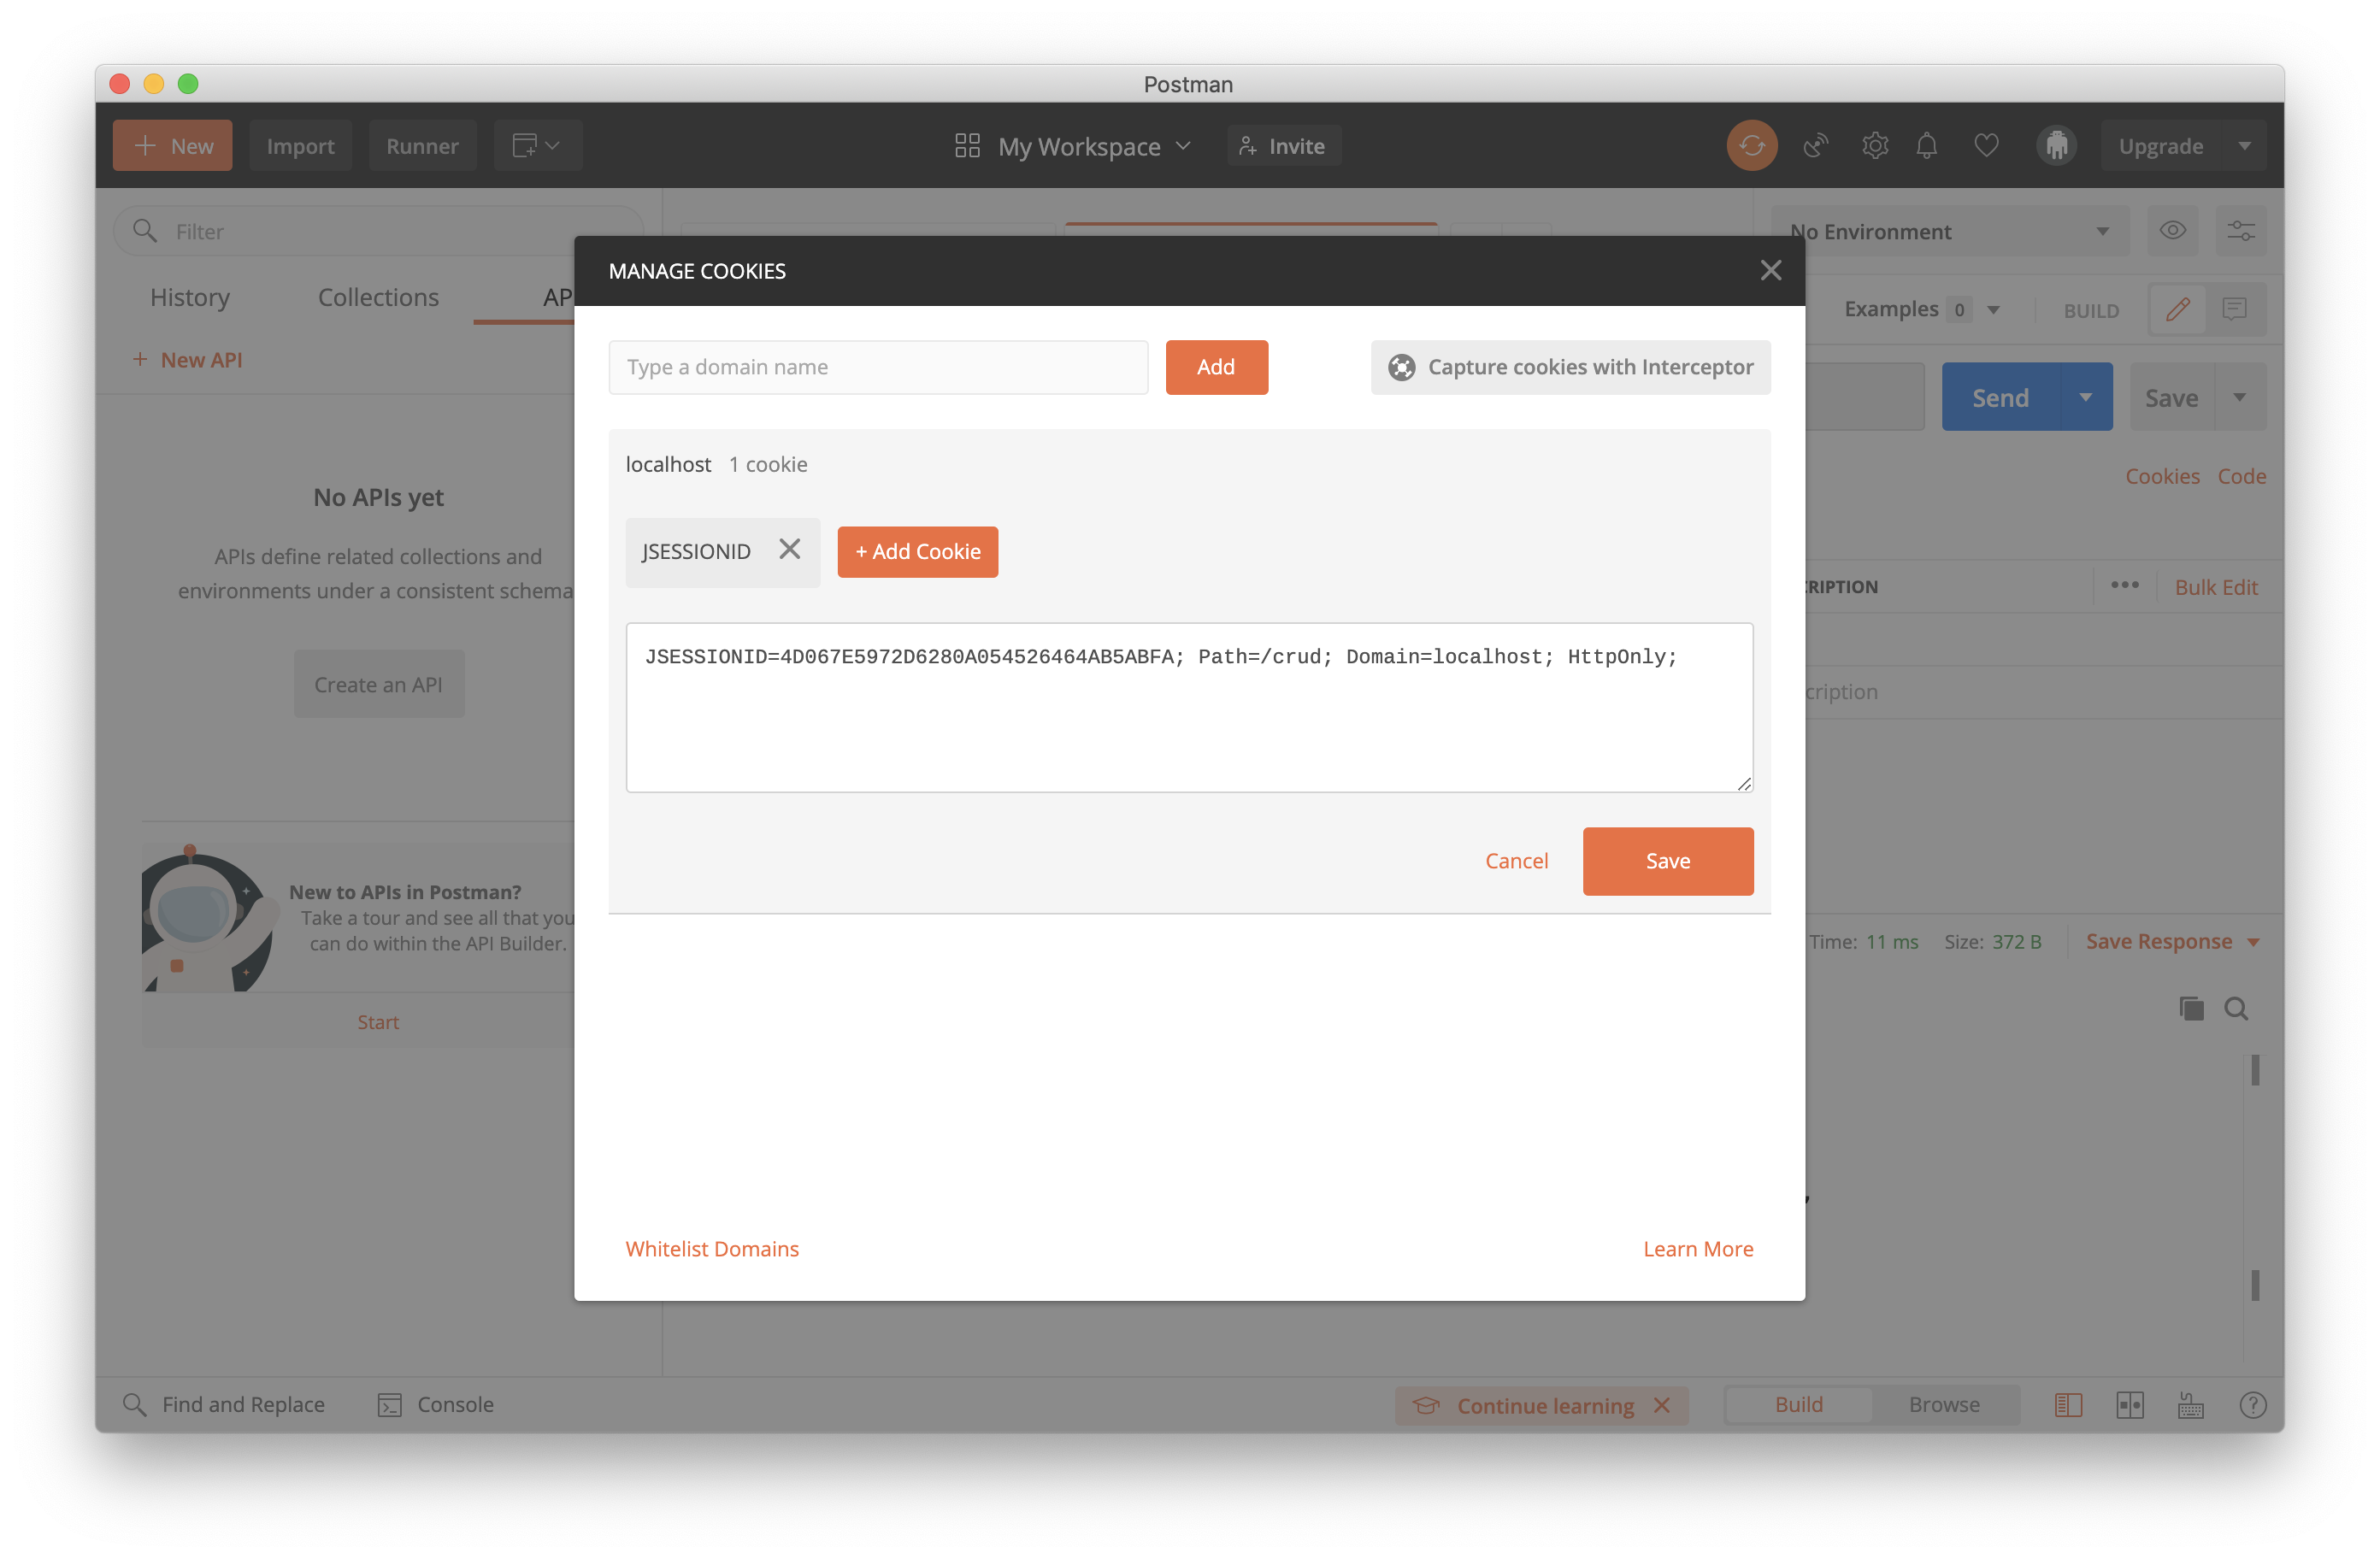 Postman
New
Import
Runner
My Workspace
Invite
Upgrade
Filter
No Environment
MANAGE COOKIES
History
Collections
AP
Examples 0
BUILD
New API
Type a domain name
Add
Capture cookies with Interceptor
Send
Save
localhost 1 cookie
Cookies
Code
No APIs yet
JSESSIONID
+ Add Cookie
APIs define related collections and
environments under a consistent schema
CRIPTION
Bulk Edit
JSESSIONID=4D067E5972D6280A054526464AB5ABFA; Path=/crud; Domain=localhost; HttpOnly;
Create an API
cription
Cancel
Save
New to APIs in Postman?
Take a tour and see all that you
can do within the API Builder.
Time: 11 ms
Size: 372 B
Save Response
Start
Whitelist Domains
Learn More
Find and Replace
Console
Continue learning
Build
Browse